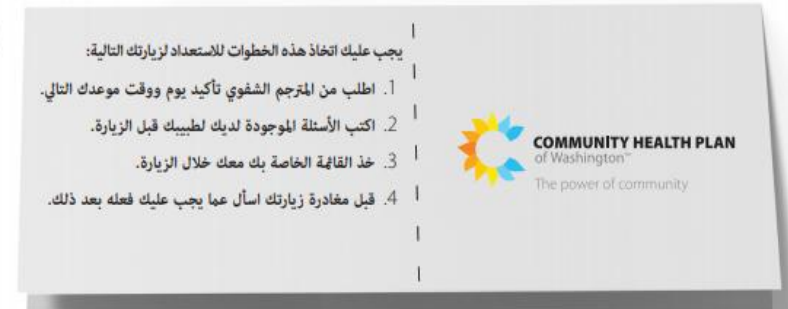 يجب عليك اتخاذ هذه الخطوات للاستعداد لزيارتك التالية:
1. اطلب من المترجم الشفوي تأكيد يوم ووقت موعدك التالي.
2. اكتب الأسئلة الموجودة لديك لطبيبك قبل الزيارة.
3. خذ القائمة الخاصة بك معك خلال الزيارة.
4. قبل مغادرة زيارتك اسأل عما يجب عليك فعله بعد ذلك.
COMMUNITY HEALTH PLAN
of Washington™
The power of community